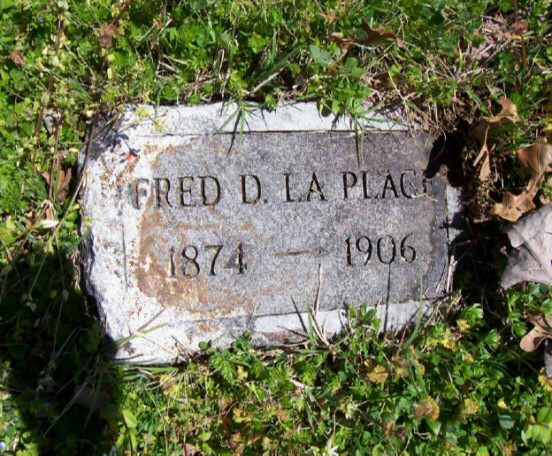 FRED D. LA PLACE
1874 — 1906